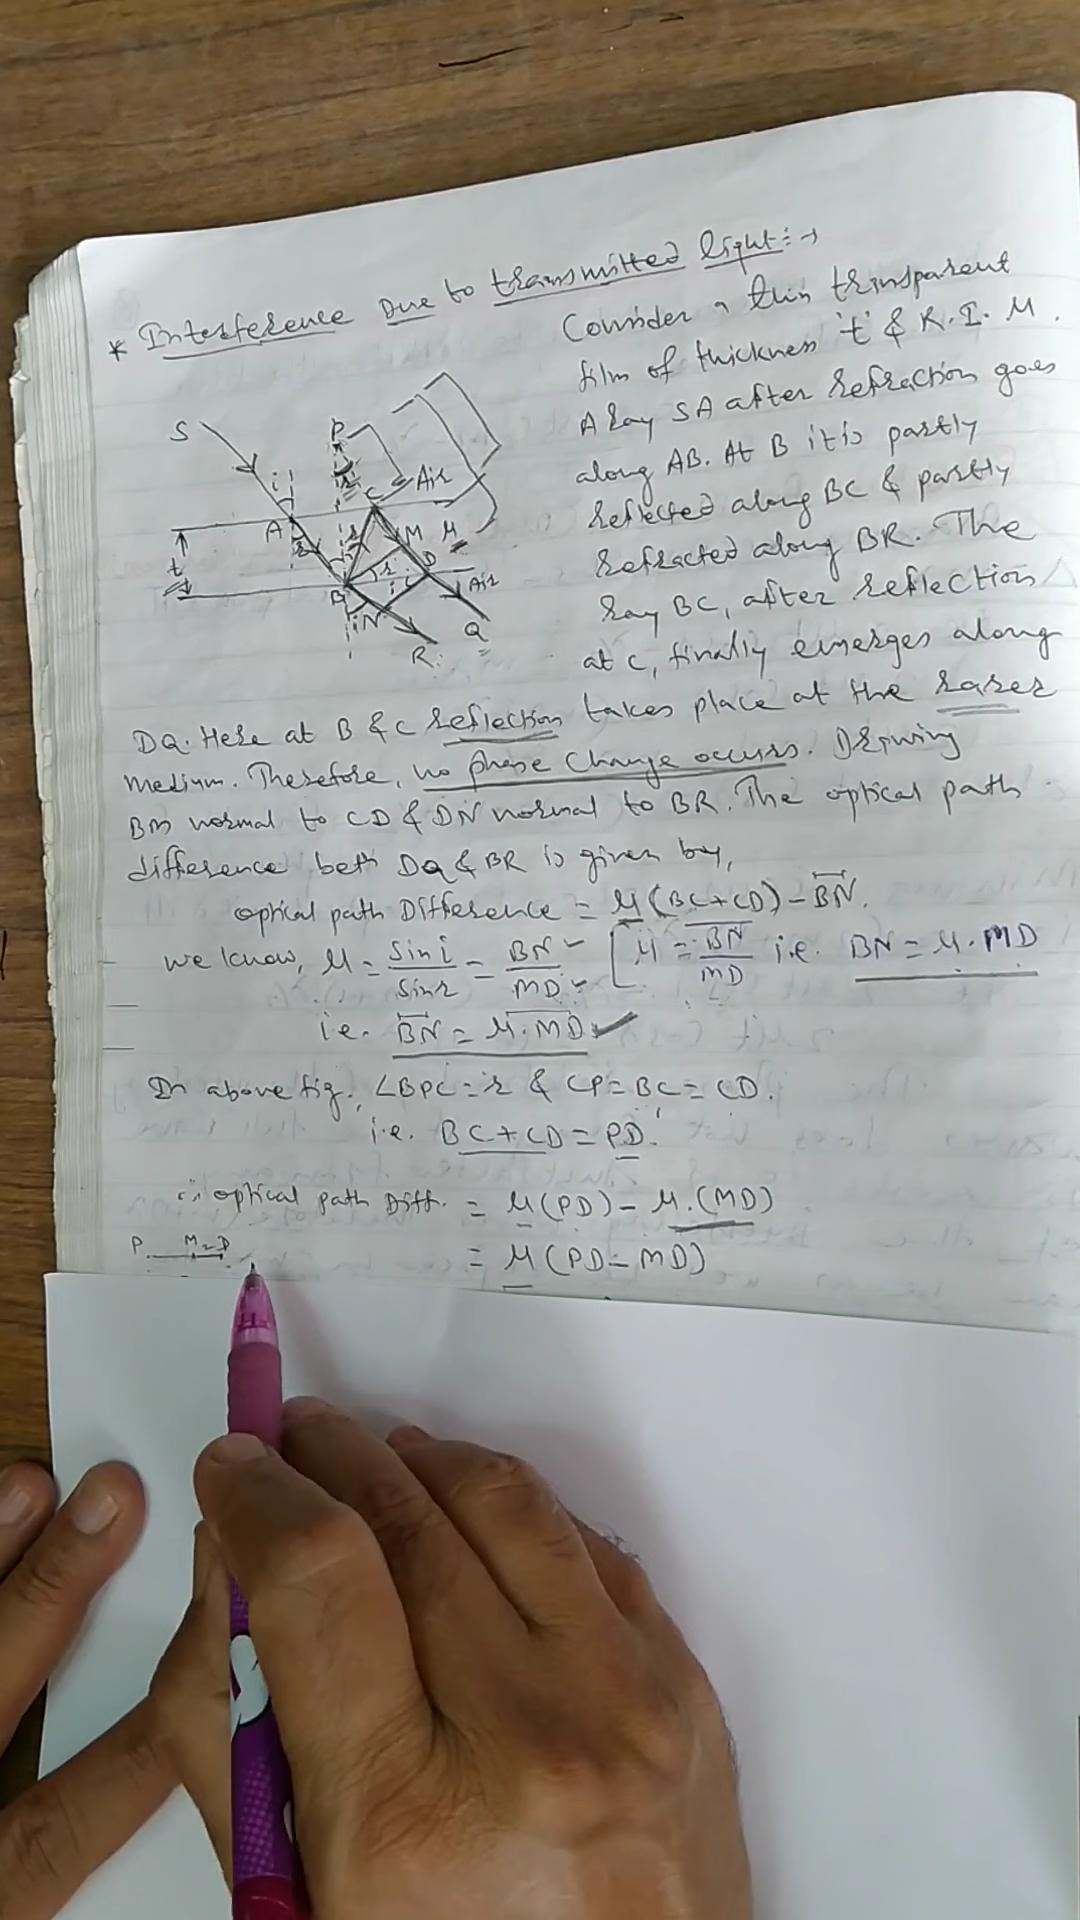 * Interference Due to transmitted light :→
Consider a thin transparent
film of thickness 't' & R.I. μ.
A Ray SA after refraction goes
along AB. At B it is partly
reflected along BC & partly
refracted along BR. The
Ray BC, after reflection
at C, finally emerges along
DQ. Here at B & C reflection takes place at the rarer
medium. Therefore, no phase change occurs. Drawing
BM normal to CD & DN normal to BR. The optical path
difference betn DQ & BR is given by,
optical path Difference = μ(BC+CD) - BN.
we know, μ = Sin i / Sin r = BN / MD [ μ = BN / MD i.e. BN = μ. MD
i.e. BN = μ. MD ✓
In above fig. ∠BPC = r & CP = BC = CD.
i.e. BC + CD = PD.
∴ optical path Diff. = μ(PD) - μ.(MD)
= μ(PD - MD)
P M D
S
P
i
Air
C
A
r
M μ
t
D
B
r
i
Air
i N
Q
R